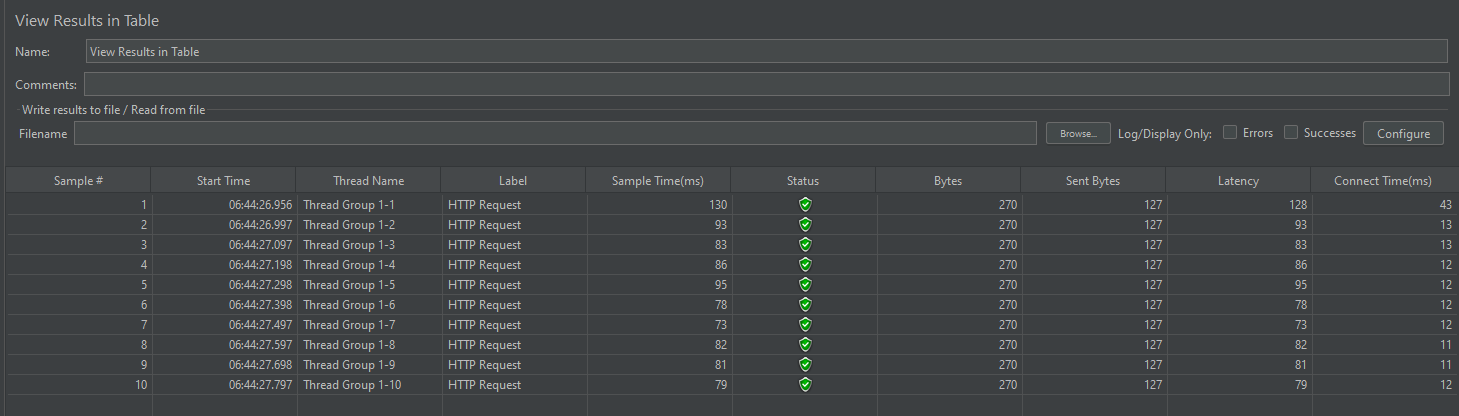 View Results in Table
Name: View Results in Table
Comments:
Write results to file / Read from file
Filename Browse... Log/Display Only: Errors Successes Configure
Sample # Start Time Thread Name Label Sample Time(ms) Status Bytes Sent Bytes Latency Connect Time(ms)
1 06:44:26.956 Thread Group 1-1 HTTP Request 130 270 127 128 43
2 06:44:26.997 Thread Group 1-2 HTTP Request 93 270 127 93 13
3 06:44:27.097 Thread Group 1-3 HTTP Request 83 270 127 83 13
4 06:44:27.198 Thread Group 1-4 HTTP Request 86 270 127 86 12
5 06:44:27.298 Thread Group 1-5 HTTP Request 95 270 127 95 12
6 06:44:27.398 Thread Group 1-6 HTTP Request 78 270 127 78 12
7 06:44:27.497 Thread Group 1-7 HTTP Request 73 270 127 73 12
8 06:44:27.597 Thread Group 1-8 HTTP Request 82 270 127 82 11
9 06:44:27.698 Thread Group 1-9 HTTP Request 81 270 127 81 11
10 06:44:27.797 Thread Group 1-10 HTTP Request 79 270 127 79 12